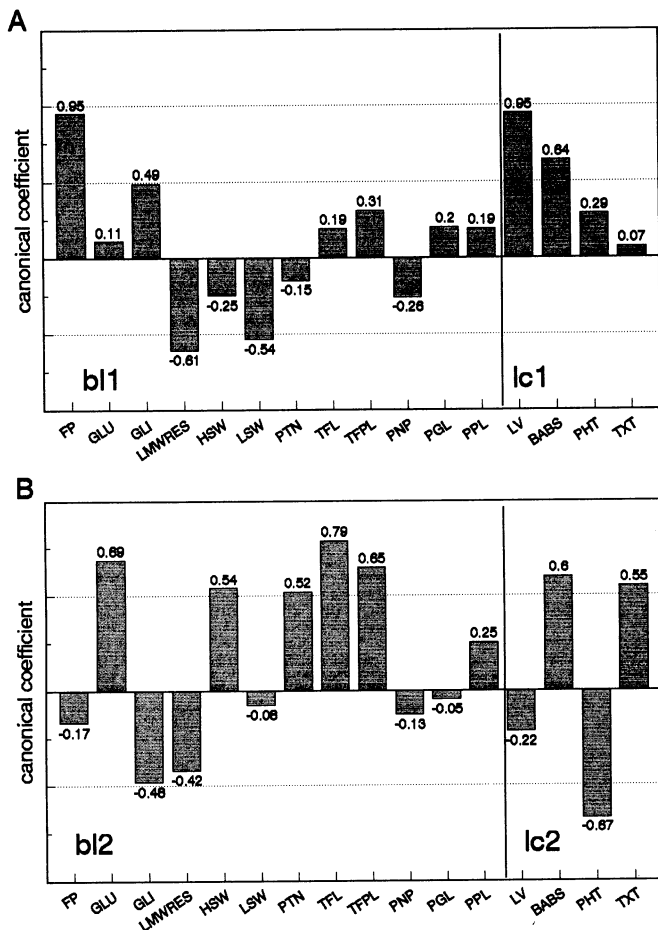 A
canonical coefficient
0.95 0.11 0.49 -0.61 -0.25 -0.54 -0.15 0.19 0.31 -0.26 0.2 0.19 0.95 0.64 0.29 0.07
bl1 lc1
FP GLU GLI LMWRES HSW LSW PTN TFL TFPL PNP PGL PPL LV BABS PHT TXT
B
canonical coefficient
-0.17 0.69 -0.48 -0.42 0.54 -0.08 0.52 0.79 0.65 -0.13 -0.05 0.25 -0.22 0.6 -0.67 0.55
bl2 lc2
FP GLU GLI LMWRES HSW LSW PTN TFL TFPL PNP PGL PPL LV BABS PHT TXT